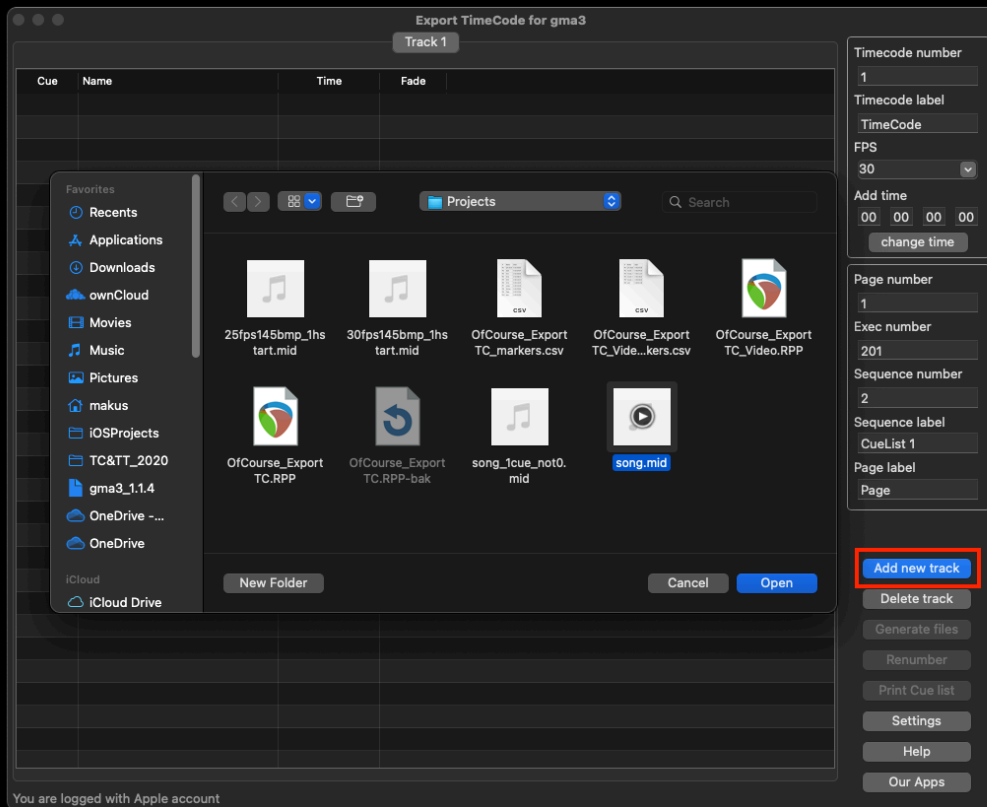 Export TimeCode for gma3
Track 1
Cue Name Time Fade
Favorites
Recents
Applications
Downloads
ownCloud
Movies
Music
Pictures
makus
iOSProjects
TC&TT_2020
gma3_1.1.4
OneDrive -...
OneDrive
iCloud
iCloud Drive
Projects
Search
25fps145bmp_1hs
tart.mid
30fps145bmp_1hs
tart.mid
CSV
OfCourse_Export
TC_markers.csv
CSV
OfCourse_Export
TC_Vide...kers.csv
OfCourse_Export
TC_Video.RPP
OfCourse_Export
TC.RPP
OfCourse_Export
TC.RPP-bak
song_1cue_not0.
mid
song.mid
New Folder
Cancel
Open
Timecode number
1
Timecode label
TimeCode
FPS
30
Add time
00 00 00 00
change time
Page number
1
Exec number
201
Sequence number
2
Sequence label
CueList 1
Page label
Page
Add new track
Delete track
Generate files
Renumber
Print Cue list
Settings
Help
Our Apps
You are logged with Apple account